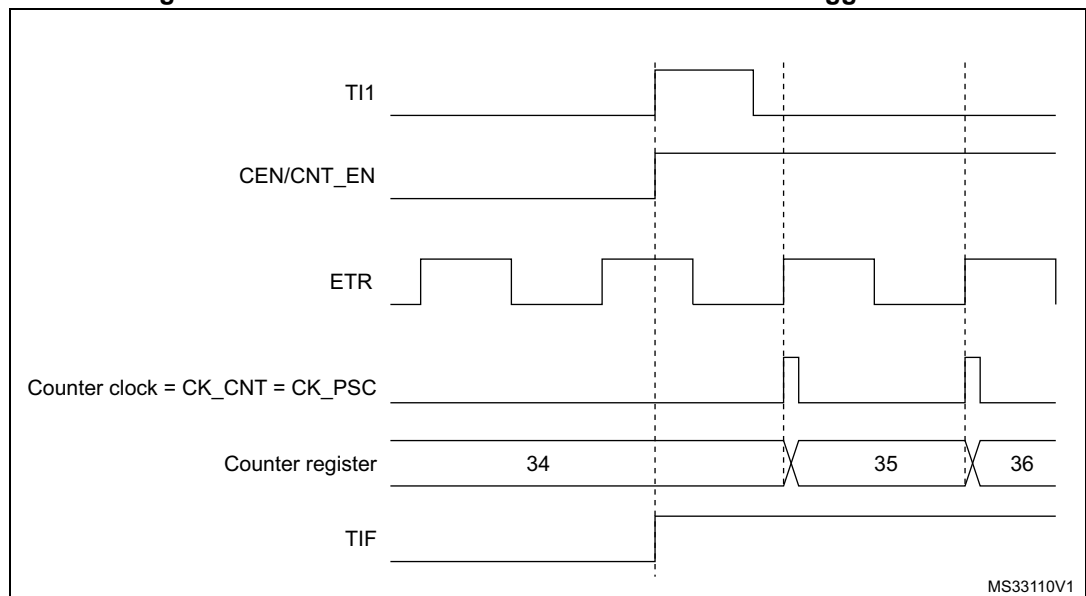 TI1
CEN/CNT_EN
ETR
Counter clock = CK_CNT = CK_PSC
Counter register 34 35 36
TIF
MS33110V1